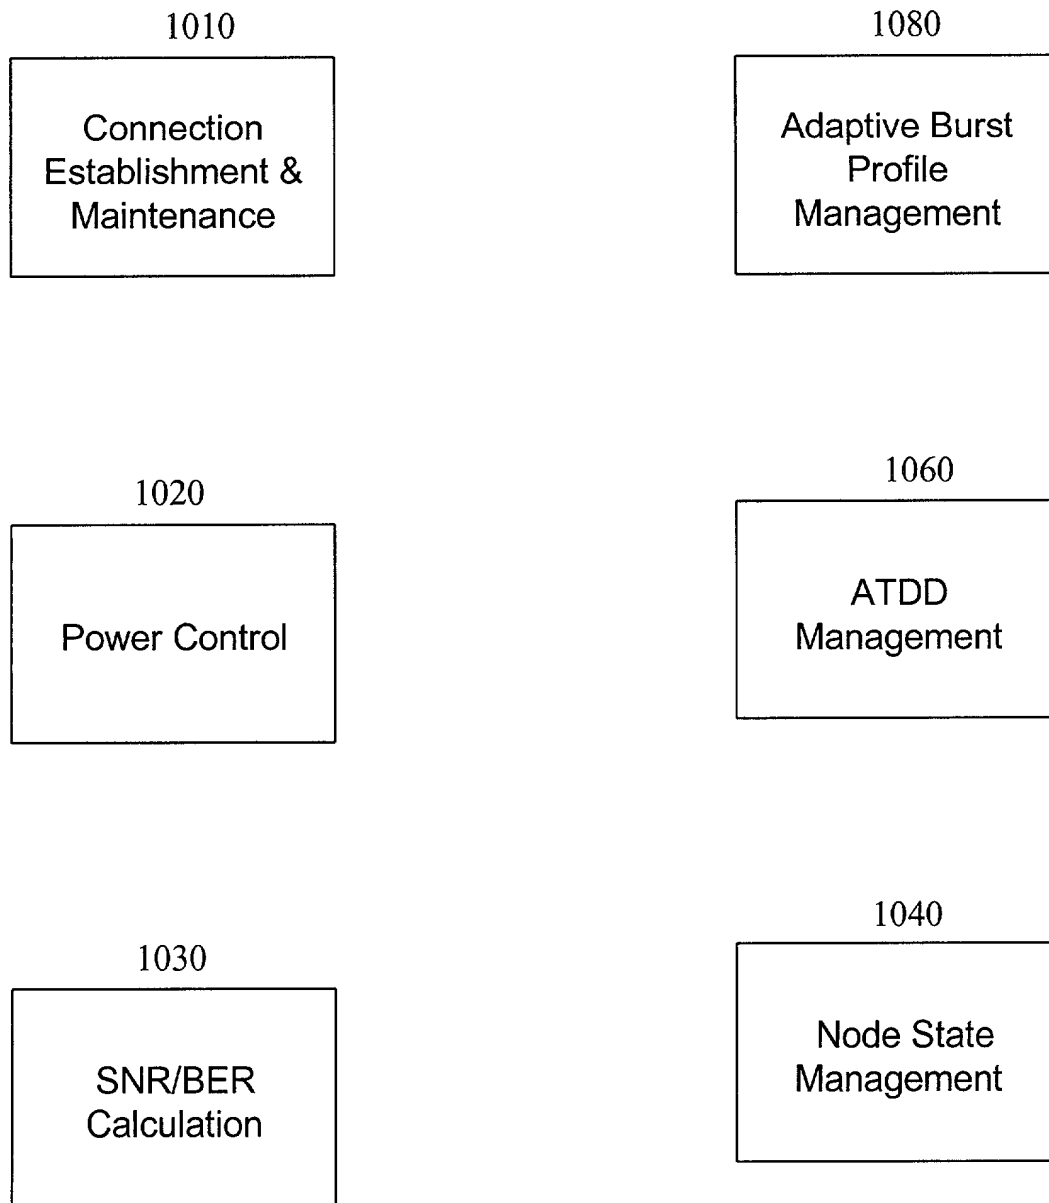 1010
Connection
Establishment &
Maintenance
1080
Adaptive Burst
Profile
Management
1020
Power Control
1060
ATDD
Management
1030
SNR/BER
Calculation
1040
Node State
Management